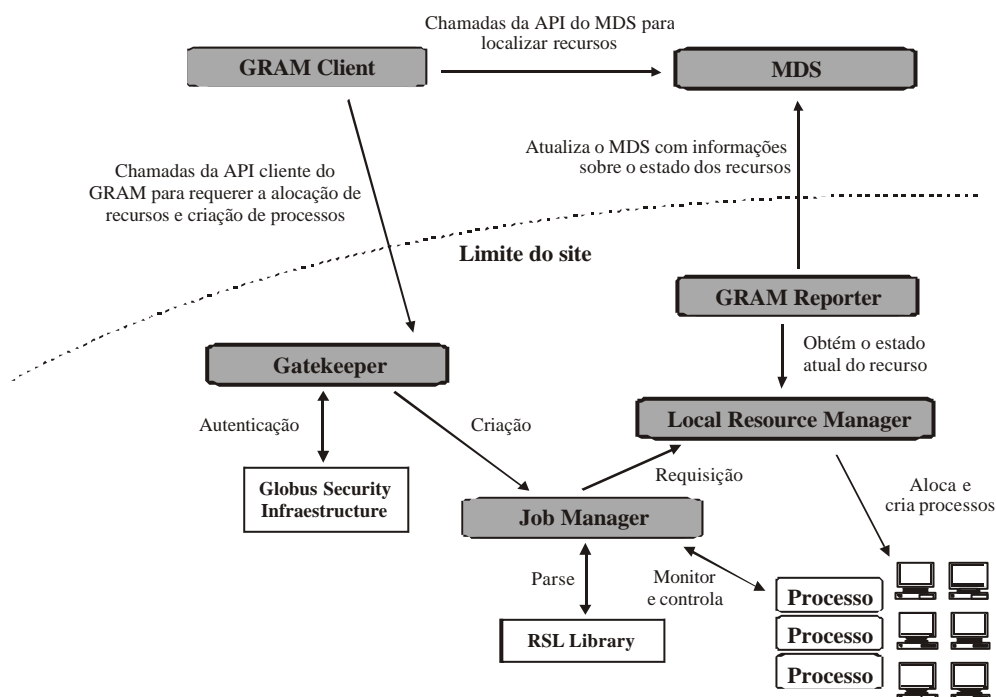 Chamadas da API do MDS para
localizar recursos
GRAM Client
MDS
Atualiza o MDS com informações
sobre o estado dos recursos
Chamadas da API cliente do
GRAM para requerer a alocação de
recursos e criação de processos
Limite do site
GRAM Reporter
Obtém o estado
atual do recurso
Gatekeeper
Local Resource Manager
Autenticação
Criação
Requisição
Globus Security
Infraestructure
Aloca e
cria processos
Job Manager
Parse
Monitor
e controla
Processo
RSL Library
Processo
Processo